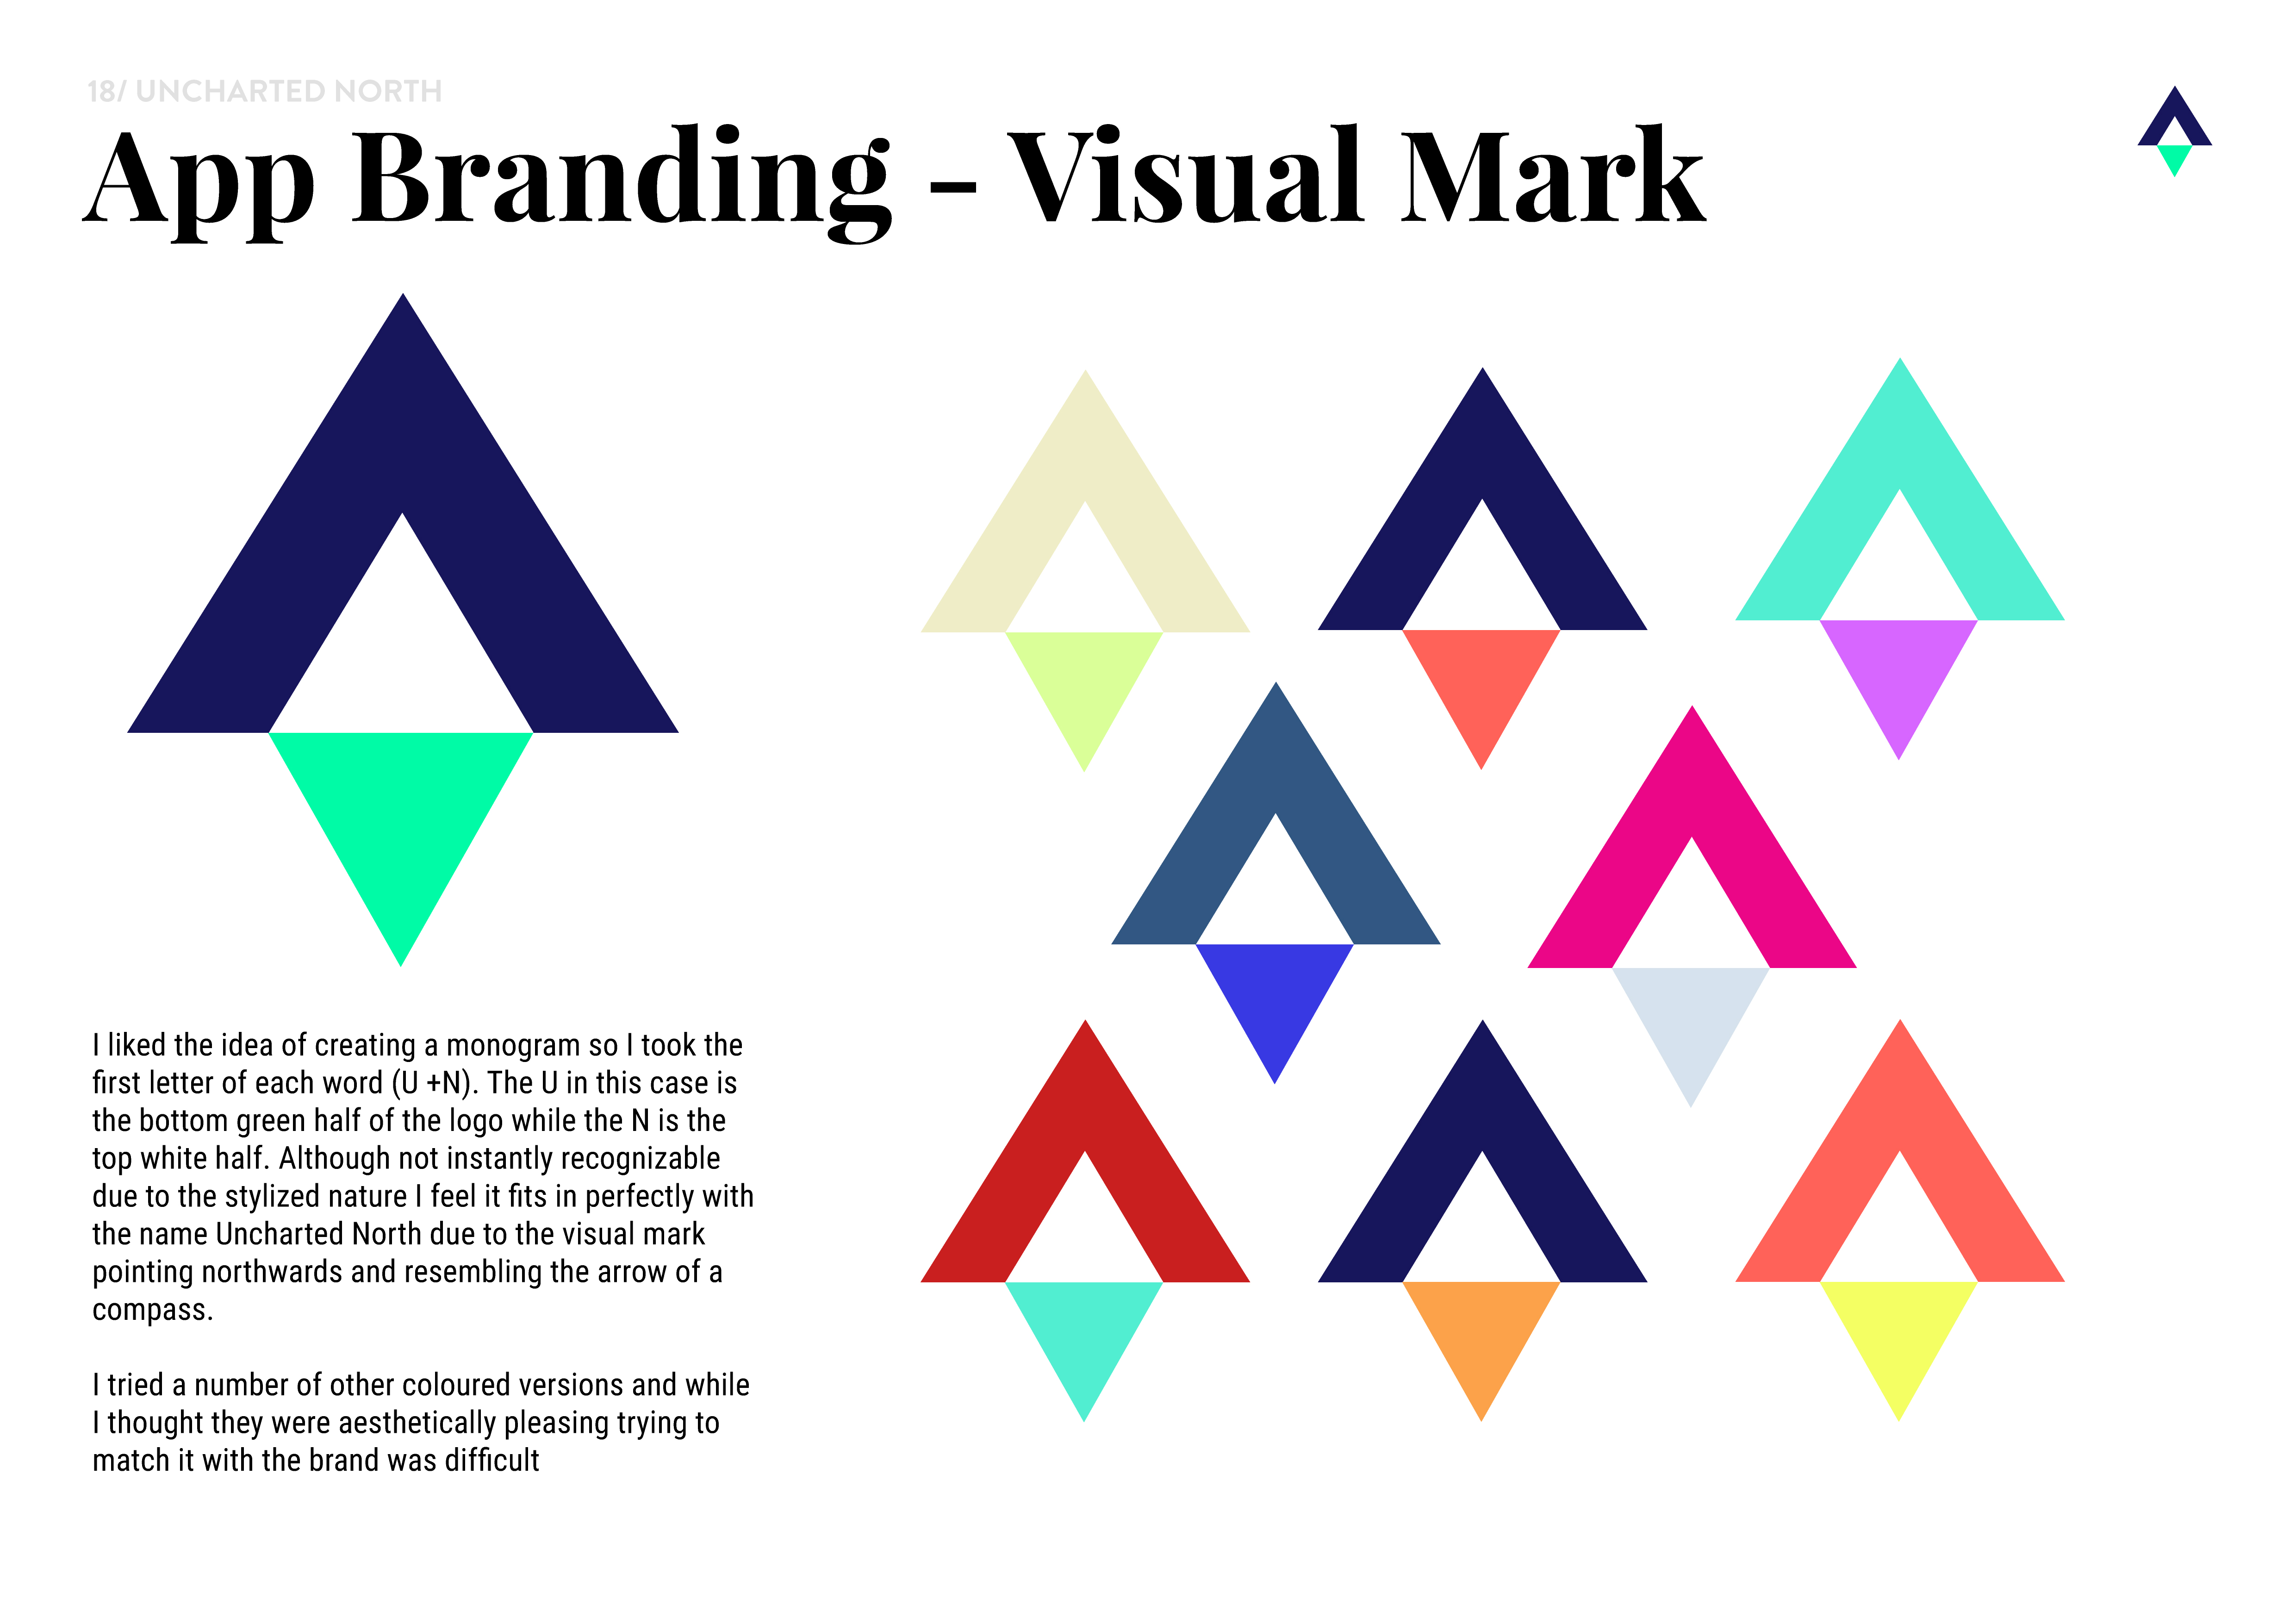 18/ UNCHARTED NORTH
App Branding – Visual Mark
I liked the idea of creating a monogram so I took the
first letter of each word (U +N). The U in this case is
the bottom green half of the logo while the N is the
top white half. Although not instantly recognizable
due to the stylized nature I feel it fits in perfectly with
the name Uncharted North due to the visual mark
pointing northwards and resembling the arrow of a
compass.
I tried a number of other coloured versions and while
I thought they were aesthetically pleasing trying to
match it with the brand was difficult